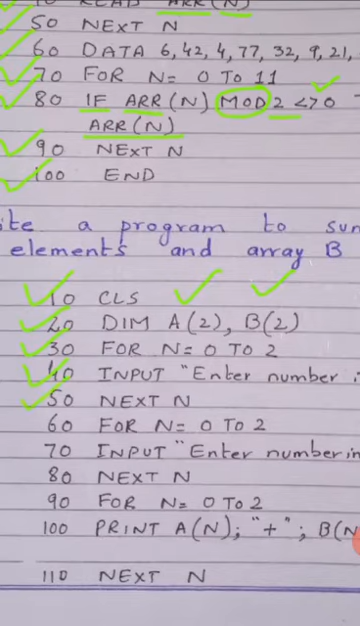 ARR(N)
50 NEXT N
60 DATA 6, 42, 4, 77, 32, 9, 21,
70 FOR N= 0 TO 11
80 IF ARR(N) MOD 2 <>0
ARR(N)
90 NEXT N
100 END
a program to sum
elements and array B
10 CLS
20 DIM A(2), B(2)
30 FOR N= 0 TO 2
40 INPUT "Enter number
50 NEXT N
60 FOR N= 0 TO 2
70 INPUT "Enter number in
80 NEXT N
90 FOR N= 0 TO 2
100 PRINT A(N); "+"; B(N
110 NEXT N